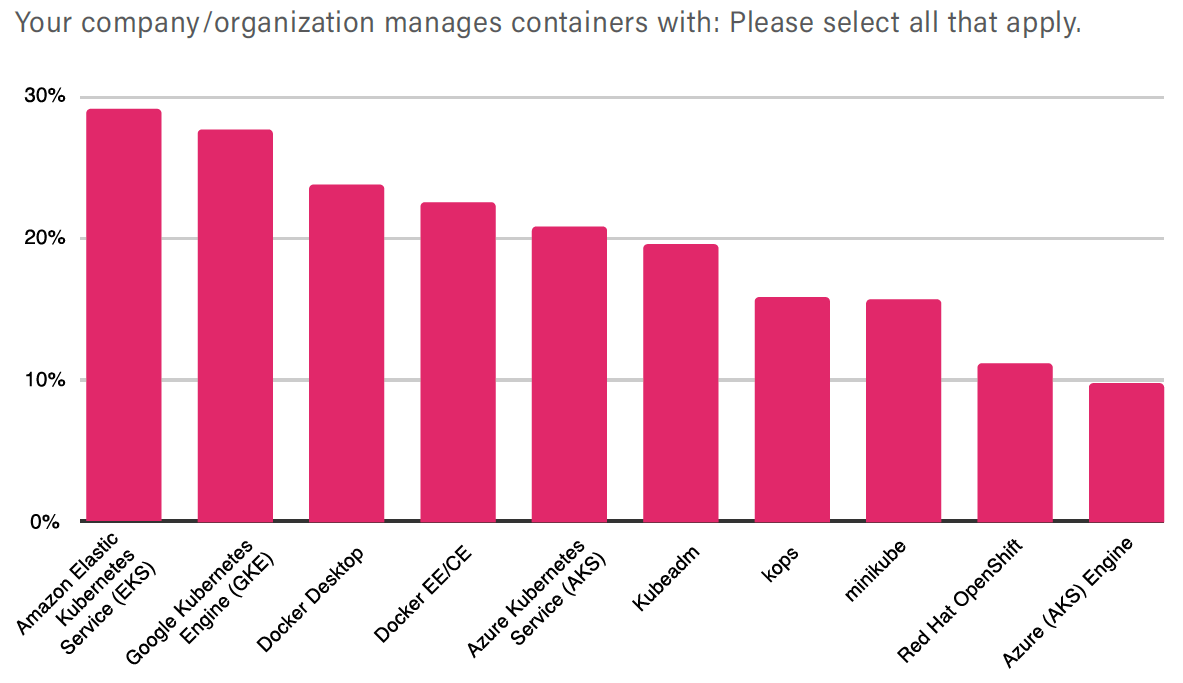 Your company/organization manages containers with: Please select all that apply.
30%
20%
10%
0%
Amazon Elastic
Kubernetes
Service (EKS)
Google Kubernetes
Engine (GKE)
Docker Desktop
Docker EE/CE
Azure Kubernetes
Service (AKS)
Kubeadm
kops
minikube
Red Hat OpenShift
Azure (AKS) Engine